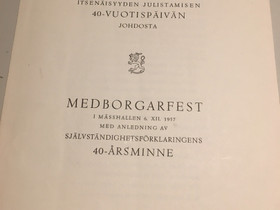 ITSENÄISYYDEN JULISTAMISEN
40-VUOTISPÄIVÄN
JOHDOSTA
MEDBORGARFEST
I MÄSSHALLEN 6. XII. 1957
MED ANLEDNING AV
SJÄLVSTÄNDIGHETSFÖRKLARINGENS
40-ÅRSMINNE